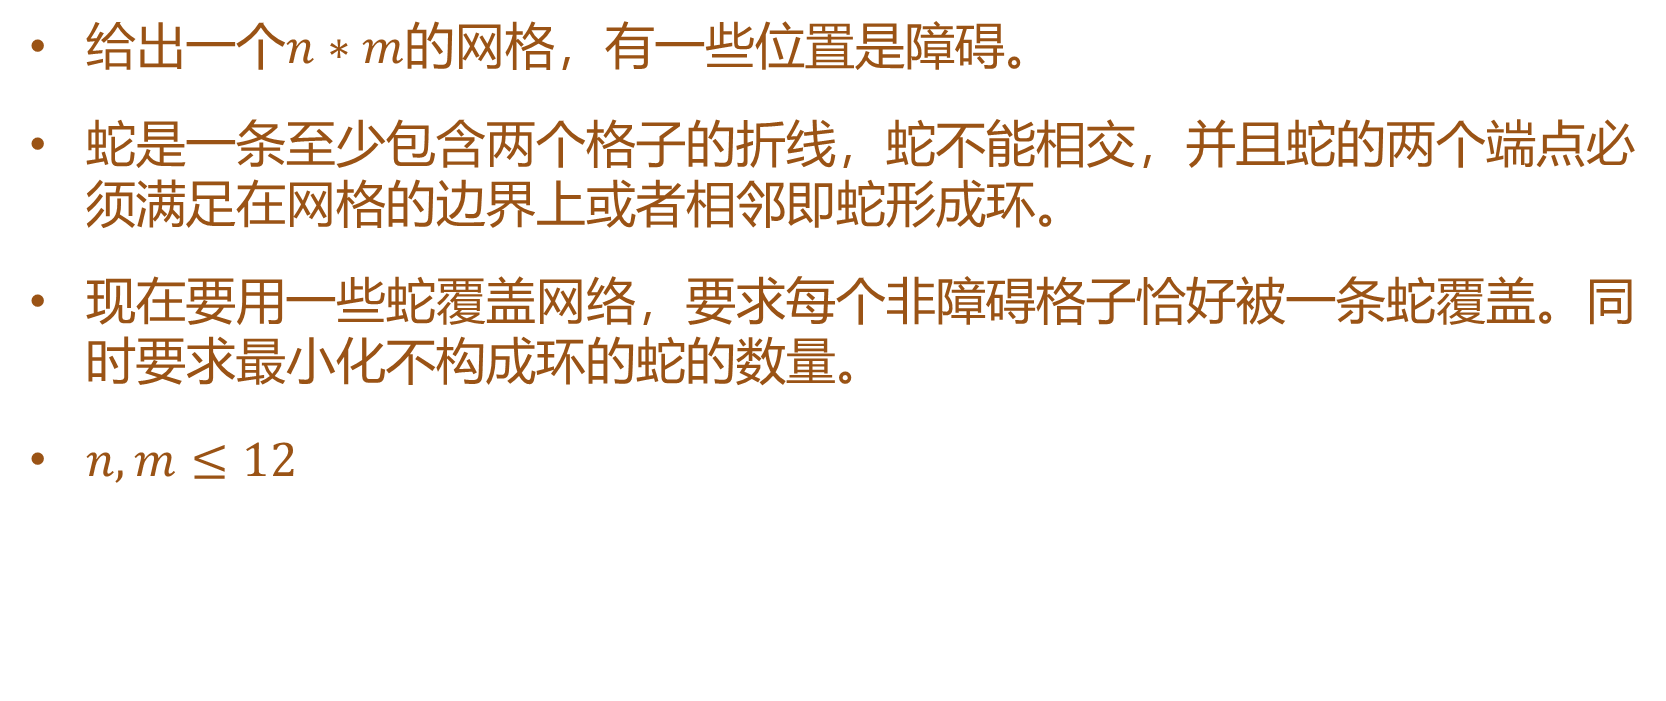 • 给出一个n ∗ m的网格，有一些位置是障碍。
• 蛇是一条至少包含两个格子的折线，蛇不能相交，并且蛇的两个端点必
须满足在网格的边界上或者相邻即蛇形成环。
• 现在要用一些蛇覆盖网络，要求每个非障碍格子恰好被一条蛇覆盖。同
时要求最小化不构成环的蛇的数量。
• n, m ≤ 12